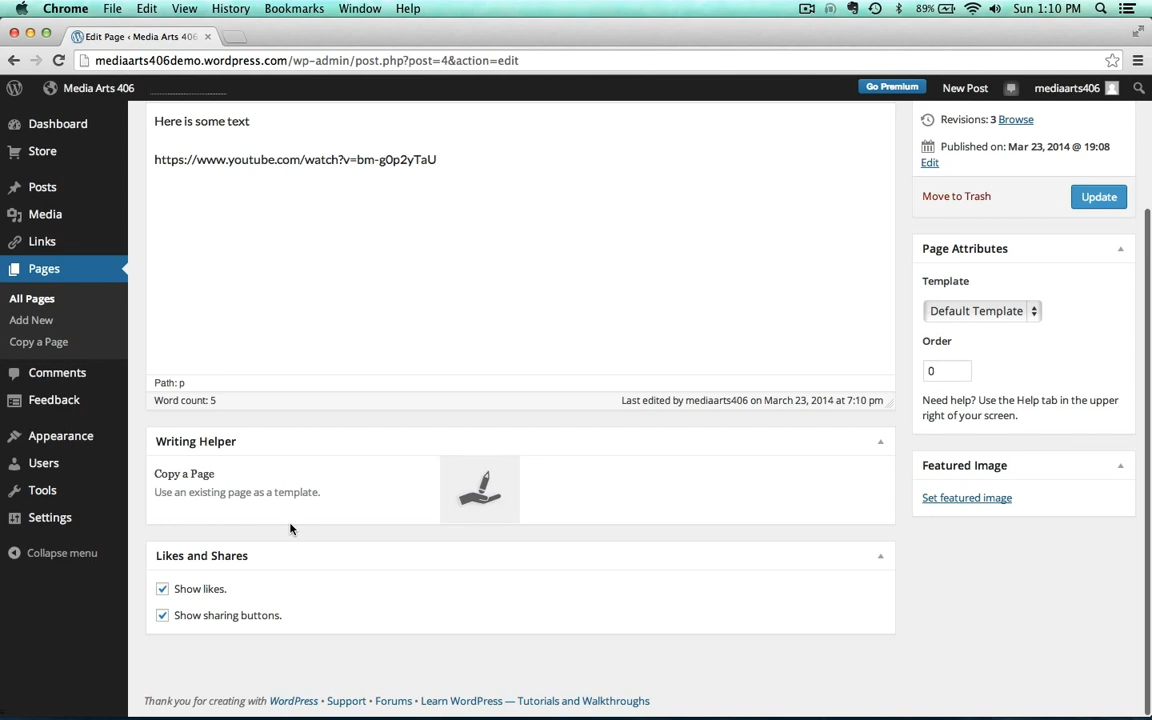 Chrome File Edit View History Bookmarks Window Help 89% Sun 1:10 PM
Edit Page ‹ Media Arts 406
mediaarts406demo.wordpress.com/wp-admin/post.php?post=4&action=edit
Media Arts 406 Go Premium New Post mediaarts406
Dashboard
Store
Posts
Media
Links
Pages
All Pages
Add New
Copy a Page
Comments
Feedback
Appearance
Users
Tools
Settings
Collapse menu
Here is some text
https://www.youtube.com/watch?v=bm-g0p2yTaU
Path: p
Word count: 5 Last edited by mediaarts406 on March 23, 2014 at 7:10 pm
Writing Helper
Copy a Page
Use an existing page as a template.
Likes and Shares
Show likes.
Show sharing buttons.
Revisions: 3 Browse
Published on: Mar 23, 2014 @ 19:08
Edit
Move to Trash Update
Page Attributes
Template
Default Template
Order
0
Need help? Use the Help tab in the upper
right of your screen.
Featured Image
Set featured image
Thank you for creating with WordPress • Support • Forums • Learn WordPress — Tutorials and Walkthroughs